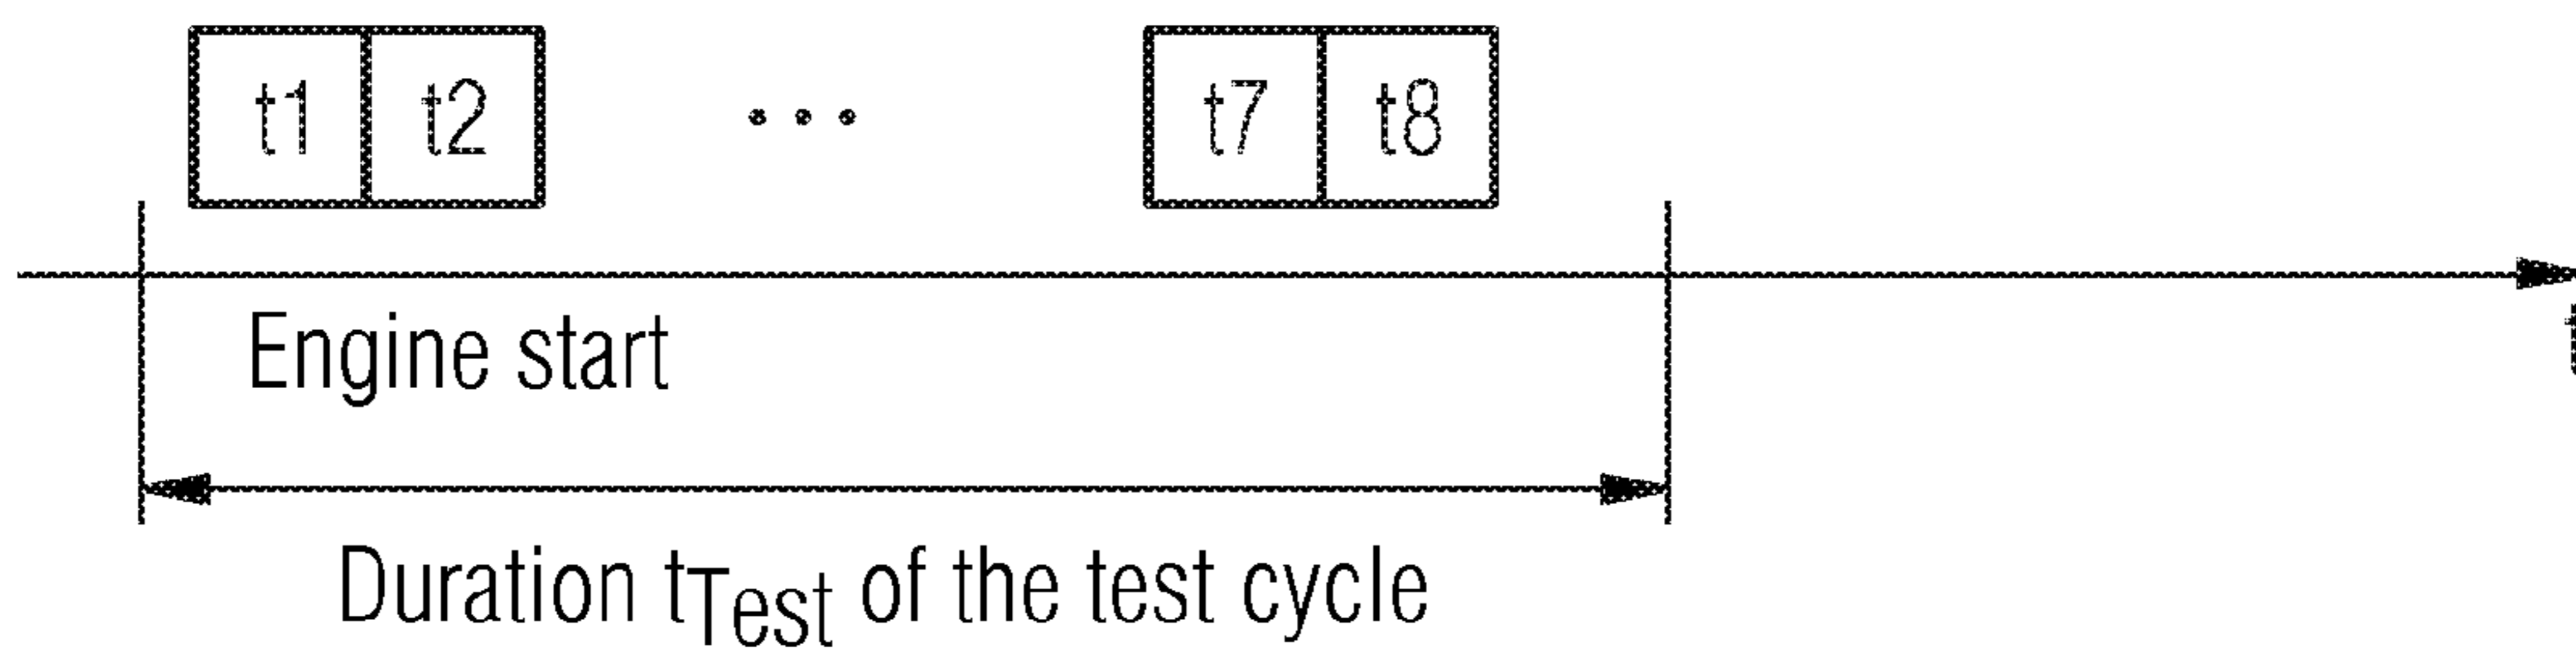 t1 t2 ... t7 t8
Engine start
t
Duration tTest of the test cycle